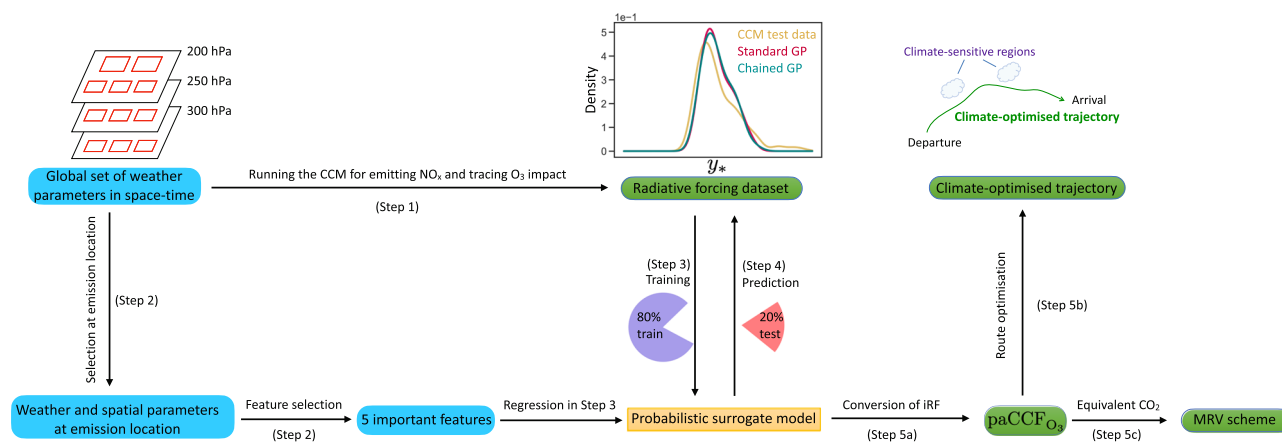 200 hPa
250 hPa
300 hPa
Global set of weather
parameters in space-time
Running the CCM for emitting NOₓ and tracing O₃ impact
(Step 1)
1e−1
5
4
3
2
1
0
Density
CCM test data
Standard GP
Chained GP
y*
Radiative forcing dataset
Climate-sensitive regions
Arrival
Climate-optimised trajectory
Departure
Climate-optimised trajectory
Selection at emission location
(Step 2)
(Step 3)
Training
80%
train
(Step 4)
Prediction
20%
test
Route optimisation
(Step 5b)
Weather and spatial parameters
at emission location
Feature selection
(Step 2)
5 important features
Regression in Step 3
Probabilistic surrogate model
Conversion of iRF
(Step 5a)
paCCF_O₃
Equivalent CO₂
(Step 5c)
MRV scheme